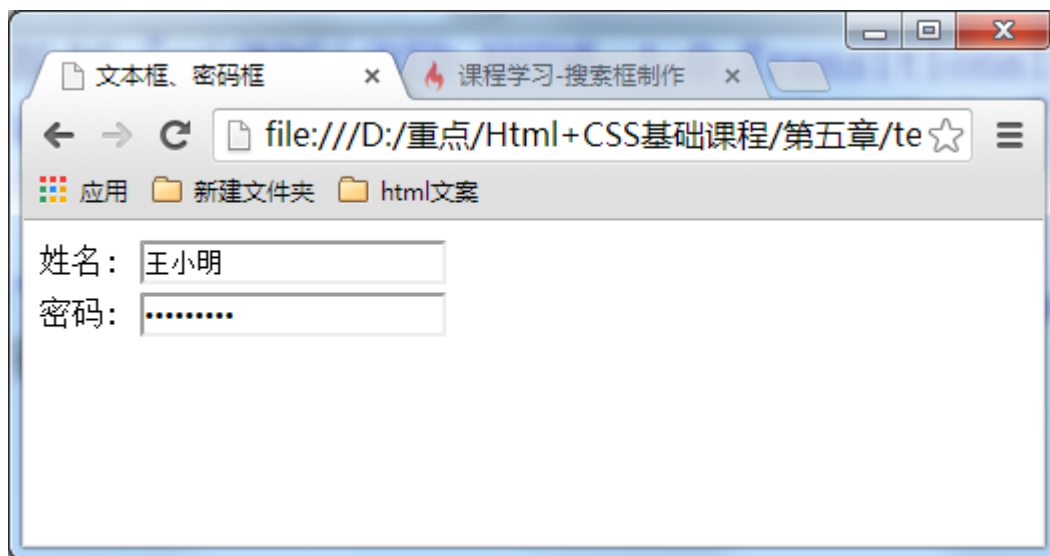 文本框、密码框 课程学习-搜索框制作
file:///D:/重点/Html+CSS基础课程/第五章/te
应用 新建文件夹 html文案
姓名: 王小明
密码: •••••••••